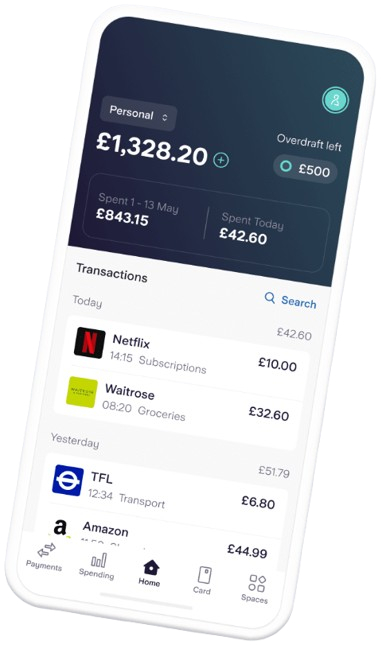 Personal
£1,328.20
Overdraft left
£500
Spent 1 - 13 May
£843.15
Spent Today
£42.60
Transactions
Search
Today
£42.60
Netflix
14:15 Subscriptions
£10.00
WAITROSE
Waitrose
08:20 Groceries
£32.60
Yesterday
£51.79
TFL
12:34 Transport
£6.80
a
Amazon
£44.99
Payments
Spending
Home
Card
Spaces